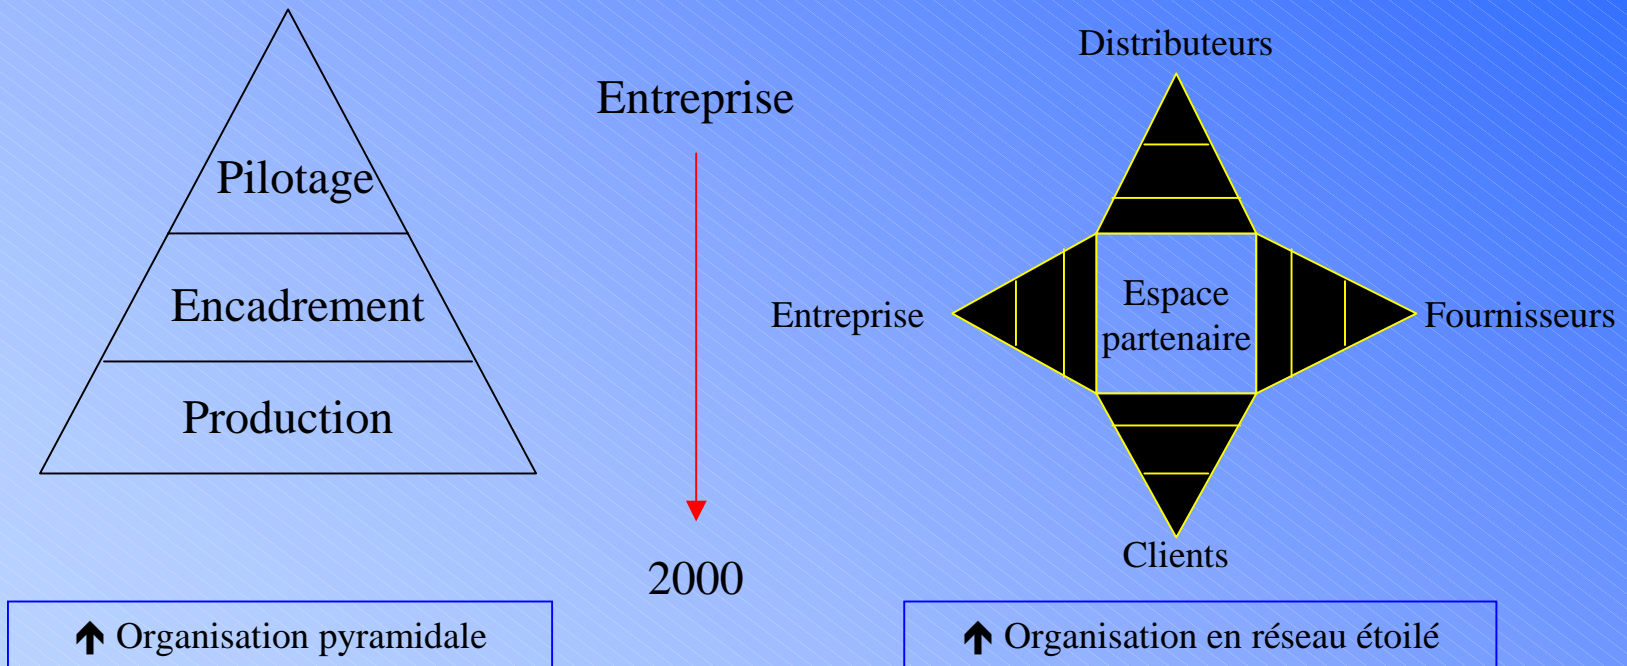 Pilotage
Encadrement
Production
Entreprise
2000
Distributeurs
Entreprise
Espace
partenaire
Fournisseurs
Clients
↑ Organisation pyramidale
↑ Organisation en réseau étoilé